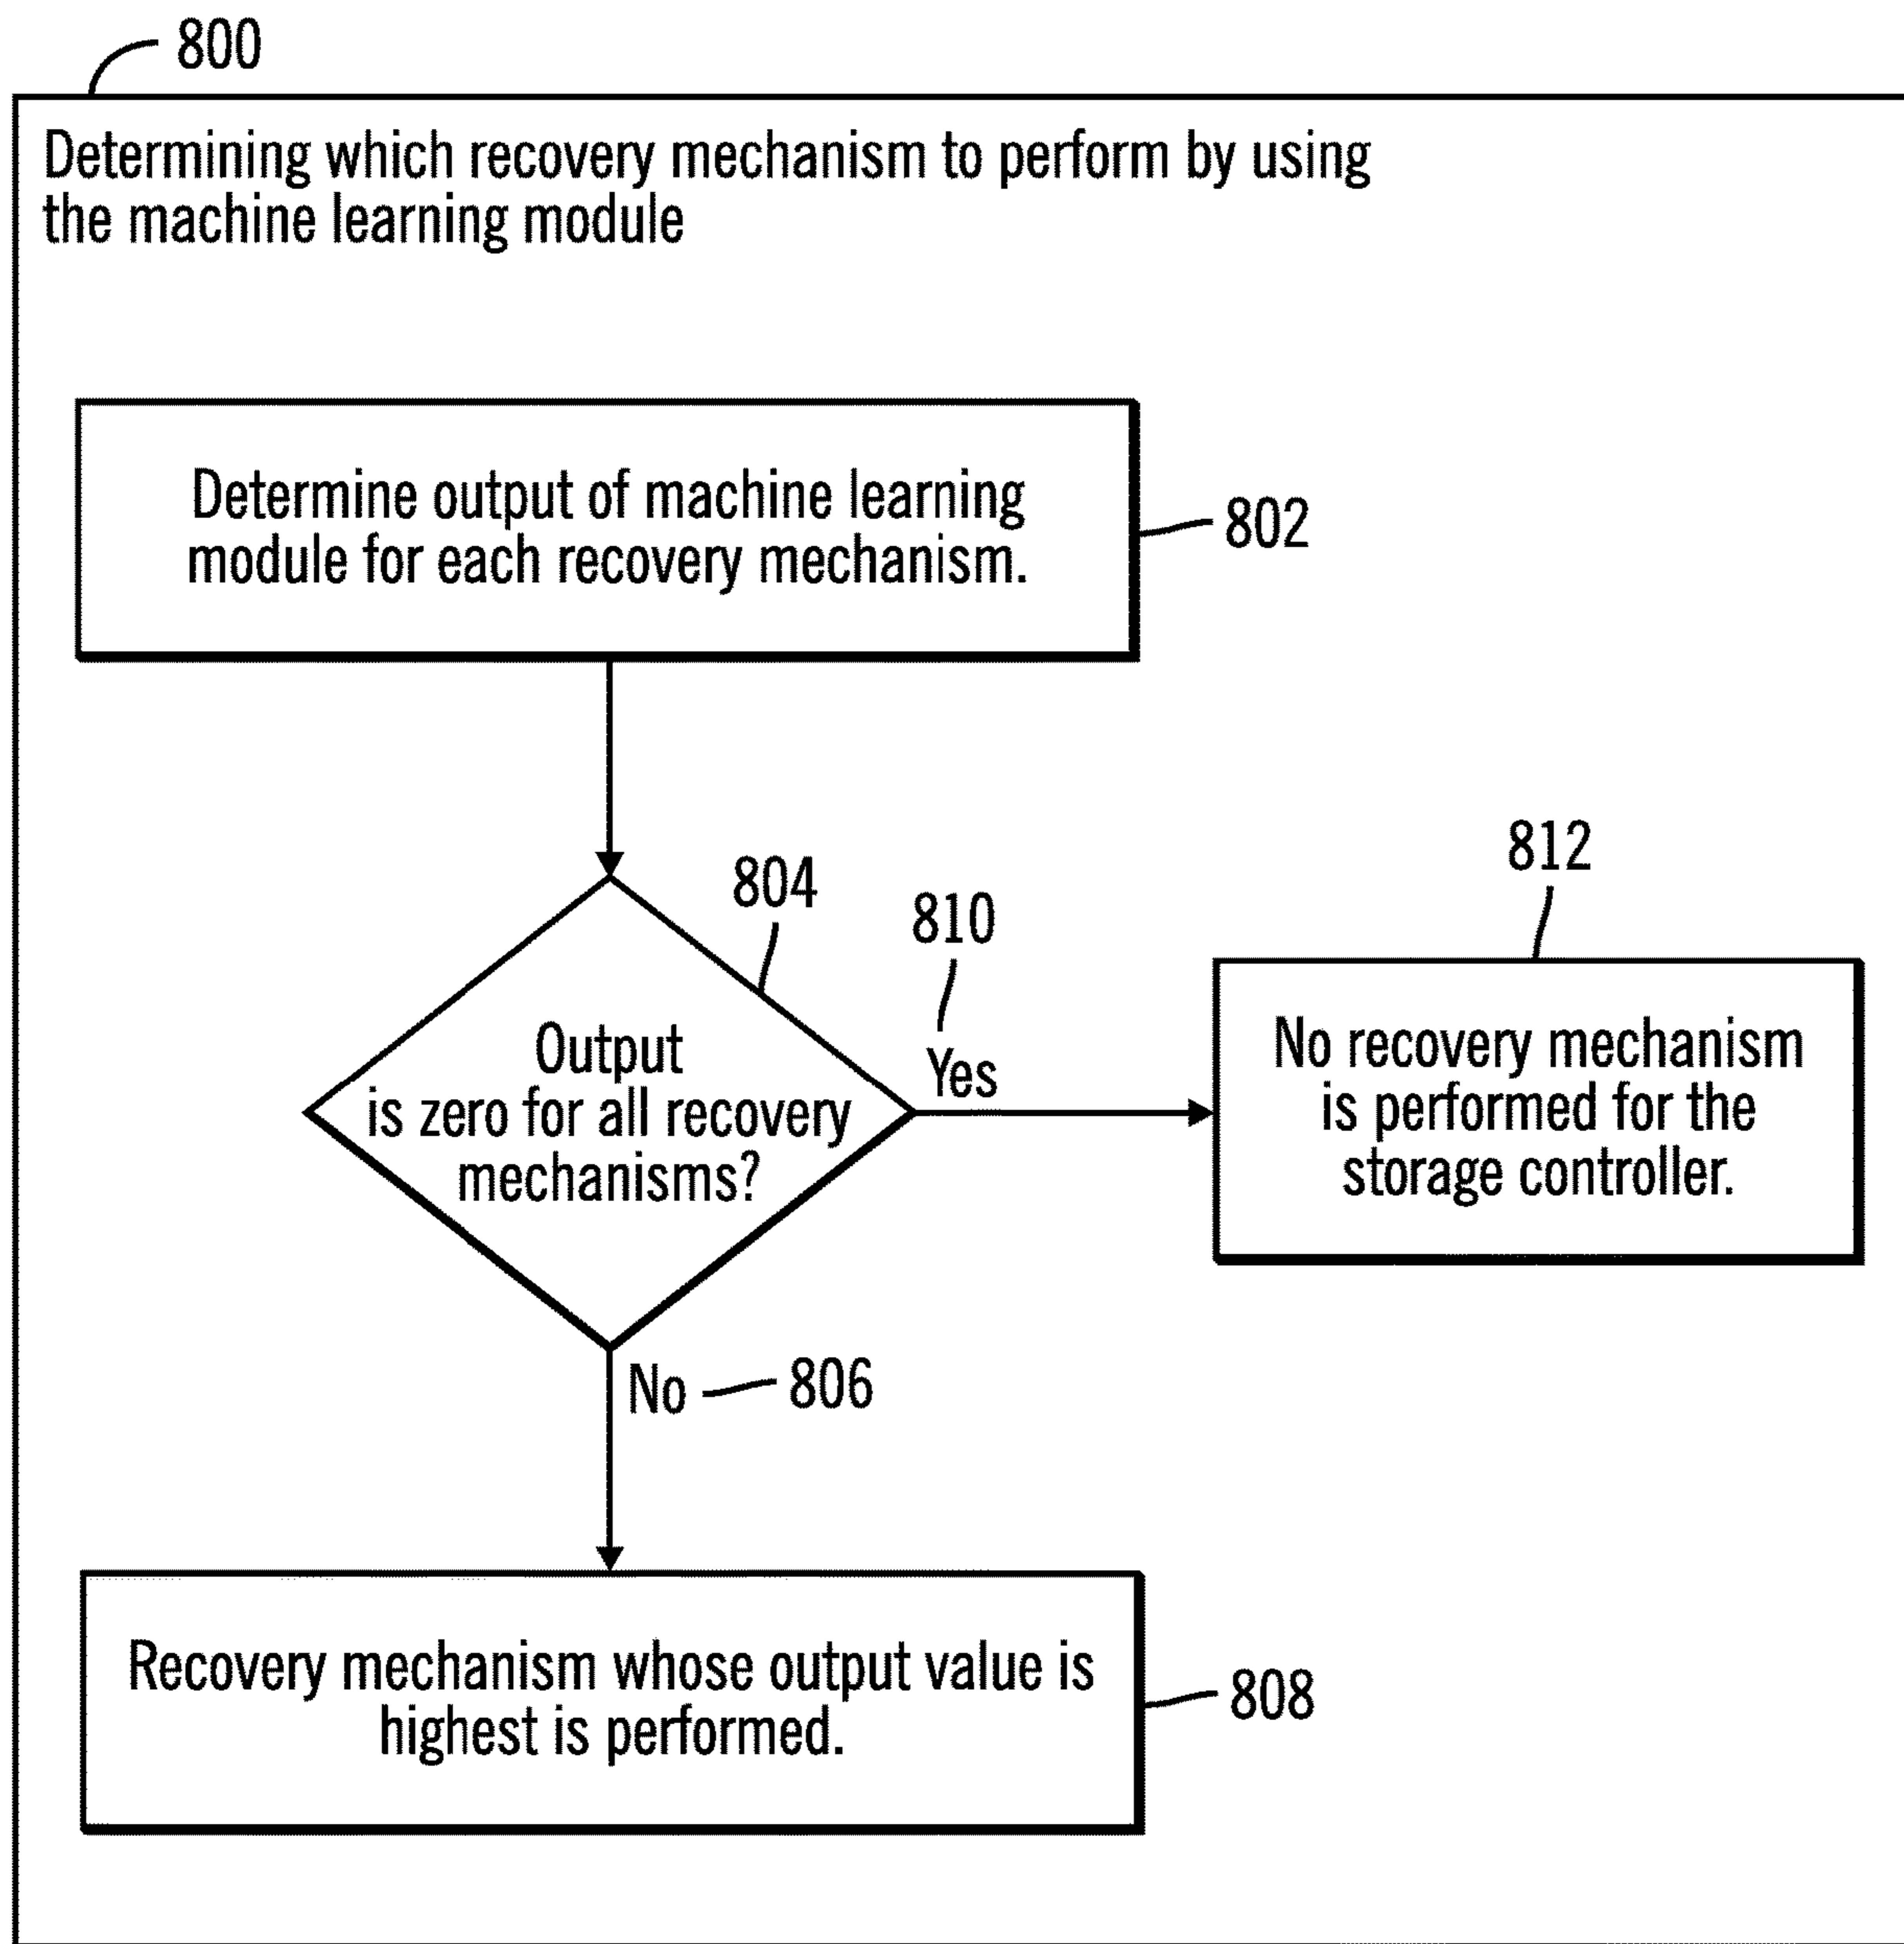 800
Determining which recovery mechanism to perform by using
the machine learning module
Determine output of machine learning
module for each recovery mechanism.
802
804
810
812
Output
is zero for all recovery
mechanisms?
Yes
No recovery mechanism
is performed for the
storage controller.
No
806
Recovery mechanism whose output value is
highest is performed.
808